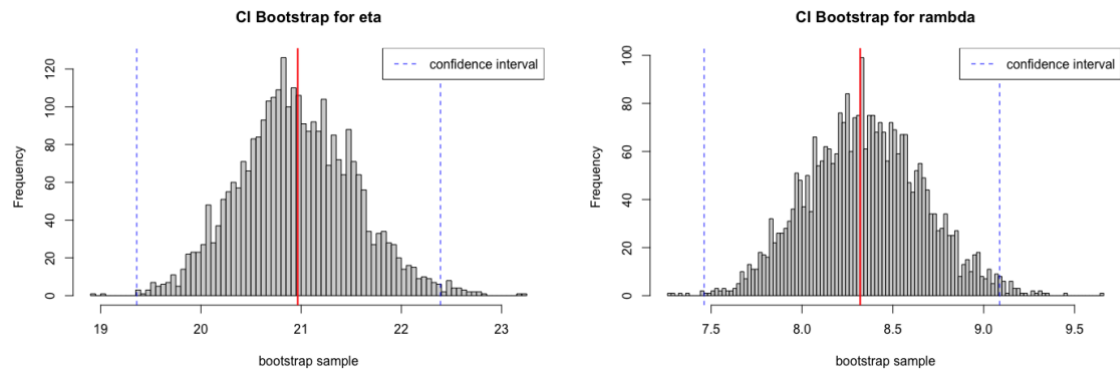 CI Bootstrap for eta
confidence interval
Frequency
0 20 40 60 80 100 120
19 20 21 22 23
bootstrap sample
CI Bootstrap for rambda
confidence interval
Frequency
0 20 40 60 80 100
7.5 8.0 8.5 9.0 9.5
bootstrap sample